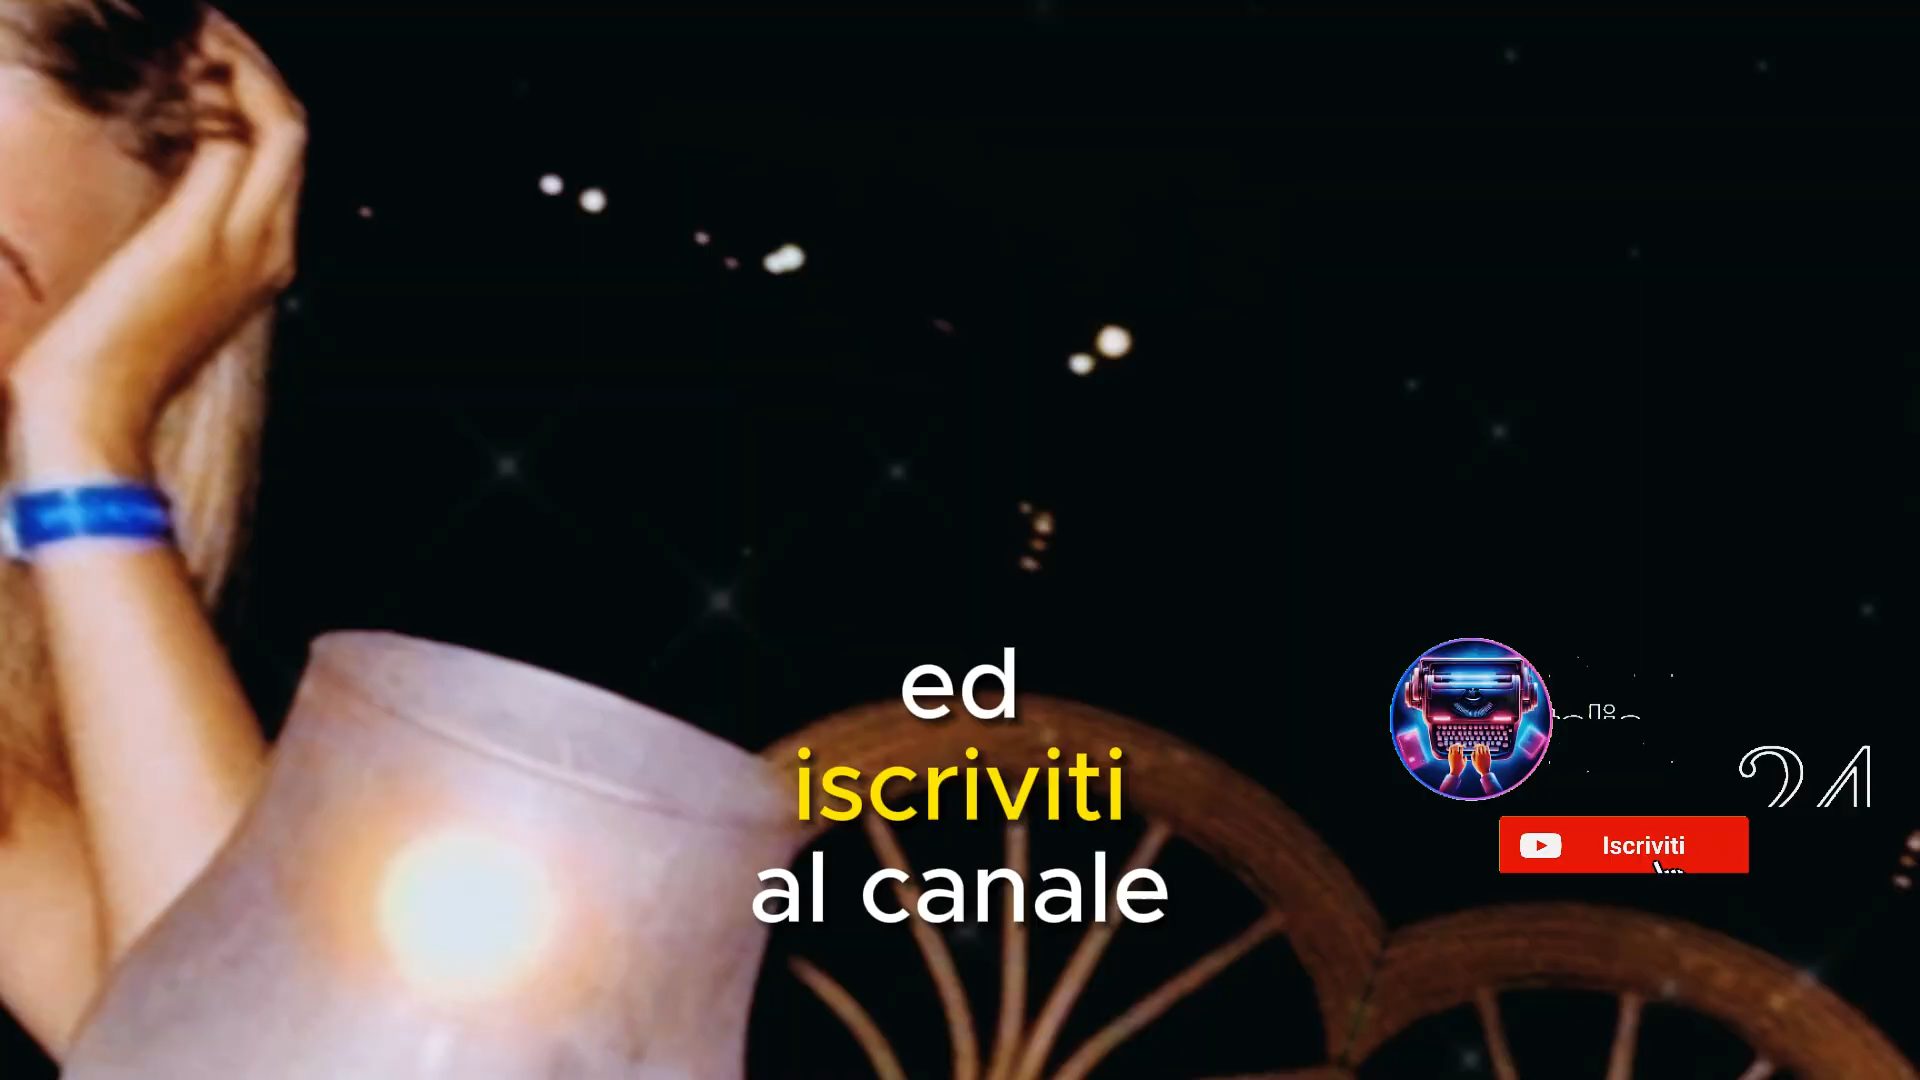 ed
iscriviti
al canale
Iscriviti